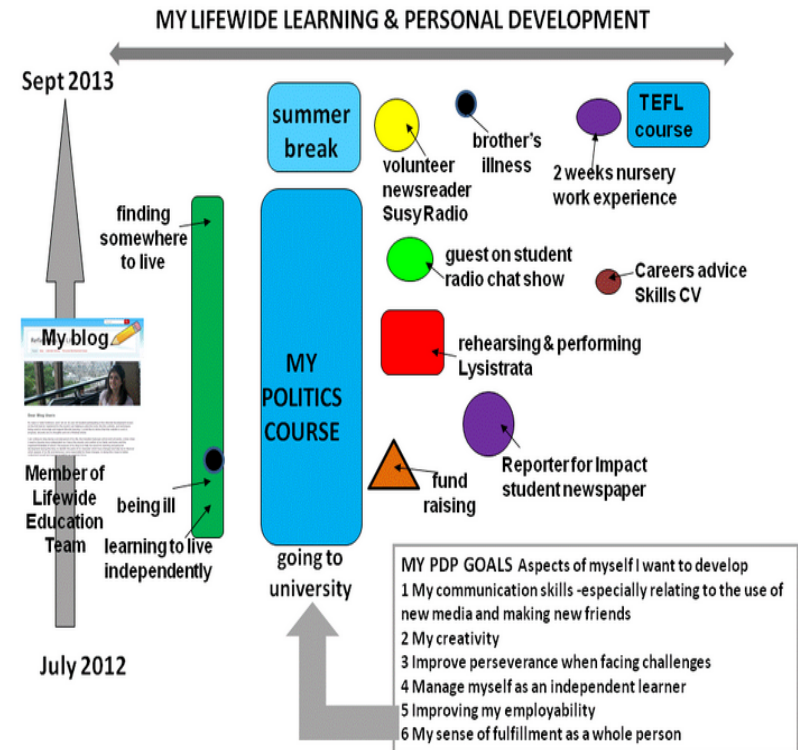 MY LIFEWIDE LEARNING & PERSONAL DEVELOPMENT
Sept 2013
summer
break
volunteer
newsreader
Susy Radio
brother's
illness
TEFL
course
2 weeks nursery
work experience
finding
somewhere
to live
guest on student
radio chat show
Careers advice
Skills CV
My blog
MY
POLITICS
COURSE
rehearsing & performing
Lysistrata
Reporter for Impact
student newspaper
fund
raising
Member of
Lifewide
Education
Team
being ill
learning to live
independently
going to
university
July 2012
MY PDP GOALS Aspects of myself I want to develop
1 My communication skills -especially relating to the use of
new media and making new friends
2 My creativity
3 Improve perseverance when facing challenges
4 Manage myself as an independent learner
5 Improving my employability
6 My sense of fulfillment as a whole person